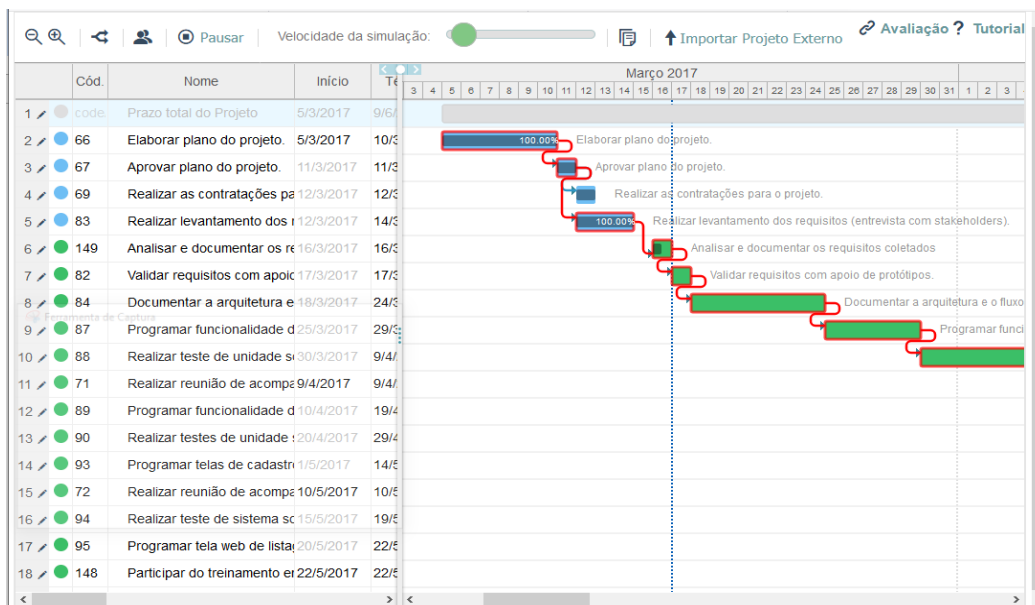 Pausar Velocidade da simulação: Importar Projeto Externo Avaliação ? Tutorial
Cód. Nome Início Té Março 2017
3 4 5 6 7 8 9 10 11 12 13 14 15 16 17 18 19 20 21 22 23 24 25 26 27 28 29 30 31 1 2 3
1 code Prazo total do Projeto 5/3/2017 9/6/
2 66 Elaborar plano do projeto. 5/3/2017 10/3 100.00% Elaborar plano do projeto.
3 67 Aprovar plano do projeto. 11/3/2017 11/3 Aprovar plano do projeto.
4 69 Realizar as contratações pa 12/3/2017 12/3 Realizar as contratações para o projeto.
5 83 Realizar levantamento dos r 12/3/2017 14/3 100.00% Realizar levantamento dos requisitos (entrevista com stakeholders).
6 149 Analisar e documentar os re 16/3/2017 16/3 Analisar e documentar os requisitos coletados
7 82 Validar requisitos com apoio 17/3/2017 17/3 Validar requisitos com apoio de protótipos.
8 84 Documentar a arquitetura e 18/3/2017 24/3 Documentar a arquitetura e o fluxo
Ferramenta de Captura
9 87 Programar funcionalidade d 25/3/2017 29/3 Programar funci
10 88 Realizar teste de unidade s 30/3/2017 9/4/
11 71 Realizar reunião de acompa 9/4/2017 9/4/
12 89 Programar funcionalidade d 10/4/2017 19/4
13 90 Realizar testes de unidade s 20/4/2017 29/4
14 93 Programar telas de cadastr 1/5/2017 14/5
15 72 Realizar reunião de acompa 10/5/2017 10/5
16 94 Realizar teste de sistema so 15/5/2017 19/5
17 95 Programar tela web de lista 20/5/2017 22/5
18 148 Participar do treinamento er 22/5/2017 22/5